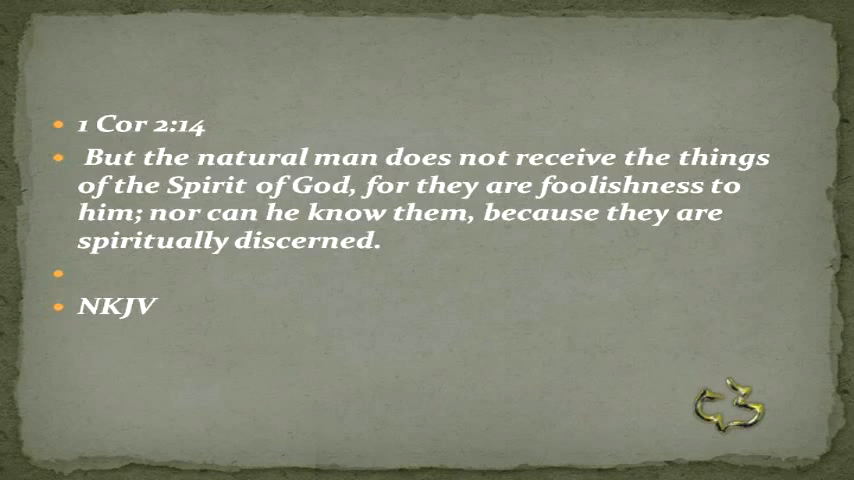 1 Cor 2:14
But the natural man does not receive the things
of the Spirit of God, for they are foolishness to
him; nor can he know them, because they are
spiritually discerned.
NKJV